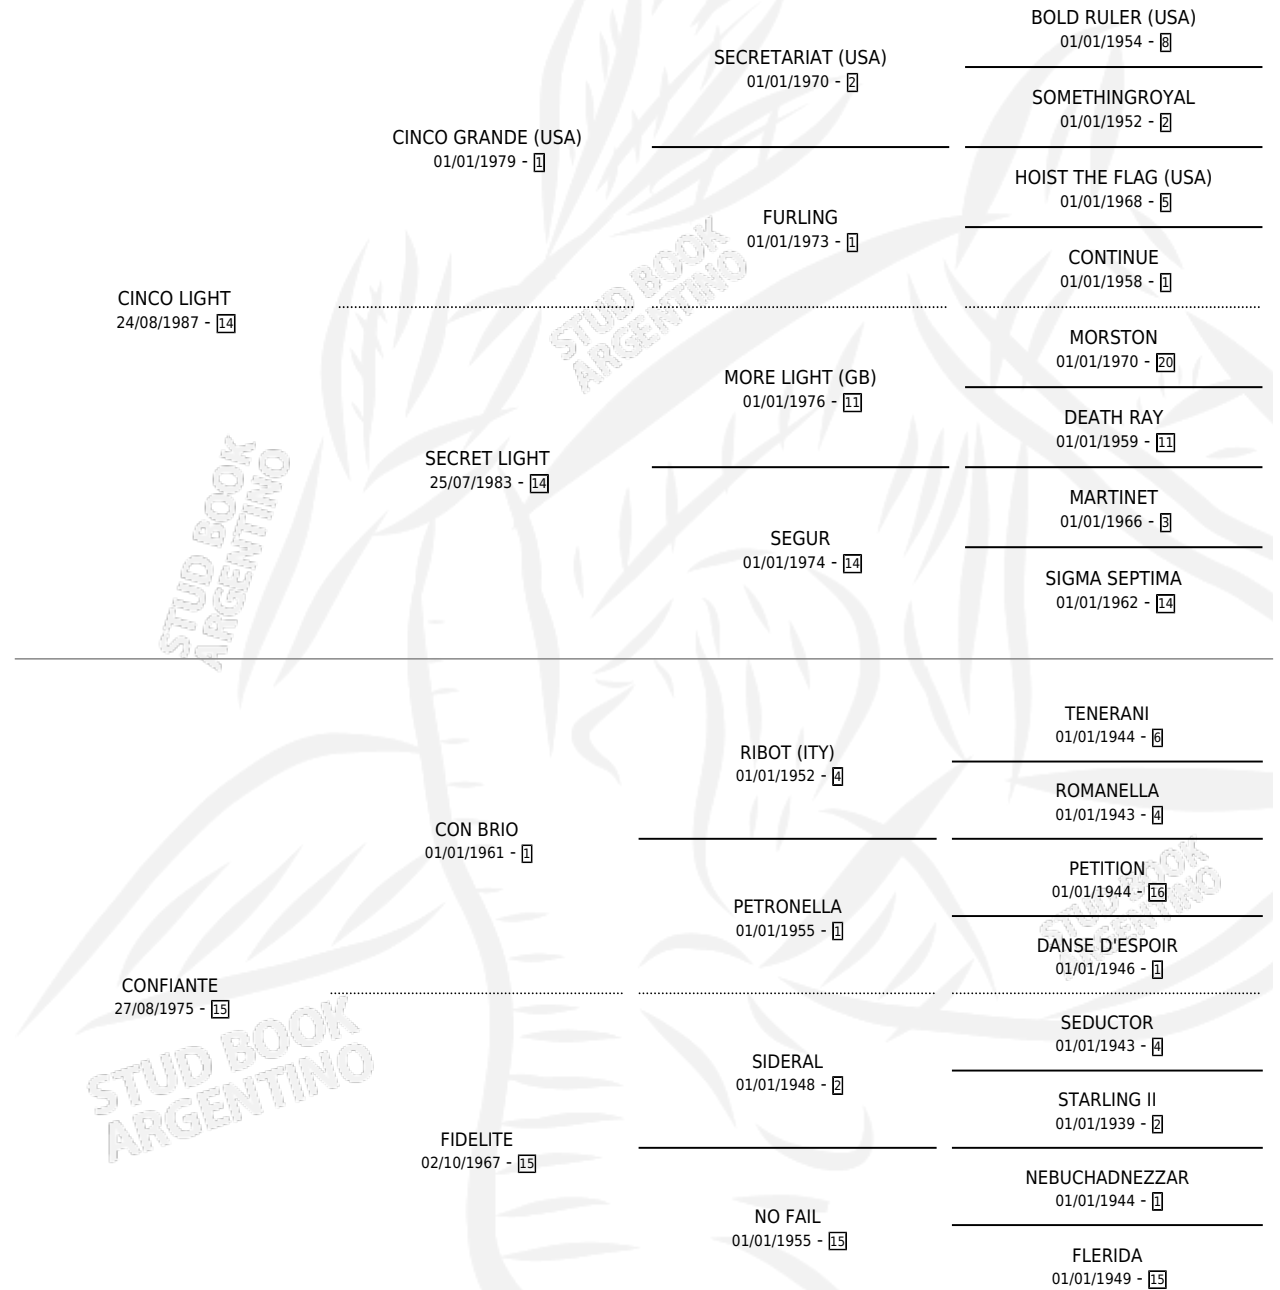 BOLD RULER (USA)
01/01/1954 - 8
SECRETARIAT (USA)
01/01/1970 - 2
SOMETHINGROYAL
01/01/1952 - 2
CINCO GRANDE (USA)
01/01/1979 - 1
HOIST THE FLAG (USA)
01/01/1968 - 5
FURLING
01/01/1973 - 1
CONTINUE
01/01/1958 - 1
CINCO LIGHT
24/08/1987 - 14
STUD BOOK
ARGENTINO
MORSTON
01/01/1970 - 20
MORE LIGHT (GB)
01/01/1976 - 11
DEATH RAY
01/01/1959 - 11
SECRET LIGHT
25/07/1983 - 14
MARTINET
01/01/1966 - 3
SEGUR
01/01/1974 - 14
SIGMA SEPTIMA
01/01/1962 - 14
STUD BOOK
ARGENTINO
TENERANI
01/01/1944 - 6
RIBOT (ITY)
01/01/1952 - 4
ROMANELLA
01/01/1943 - 4
CON BRIO
01/01/1961 - 1
PETITION
01/01/1944 - 16
PETRONELLA
01/01/1955 - 1
STUD BOOK
ARGENTINO
DANSE D'ESPOIR
01/01/1946 - 1
CONFIANTE
27/08/1975 - 15
STUD BOOK
ARGENTINO
SEDUCTOR
01/01/1943 - 4
SIDERAL
01/01/1948 - 2
STARLING II
01/01/1939 - 2
FIDELITE
02/10/1967 - 15
NEBUCHADNEZZAR
01/01/1944 - 1
NO FAIL
01/01/1955 - 15
FLERIDA
01/01/1949 - 15